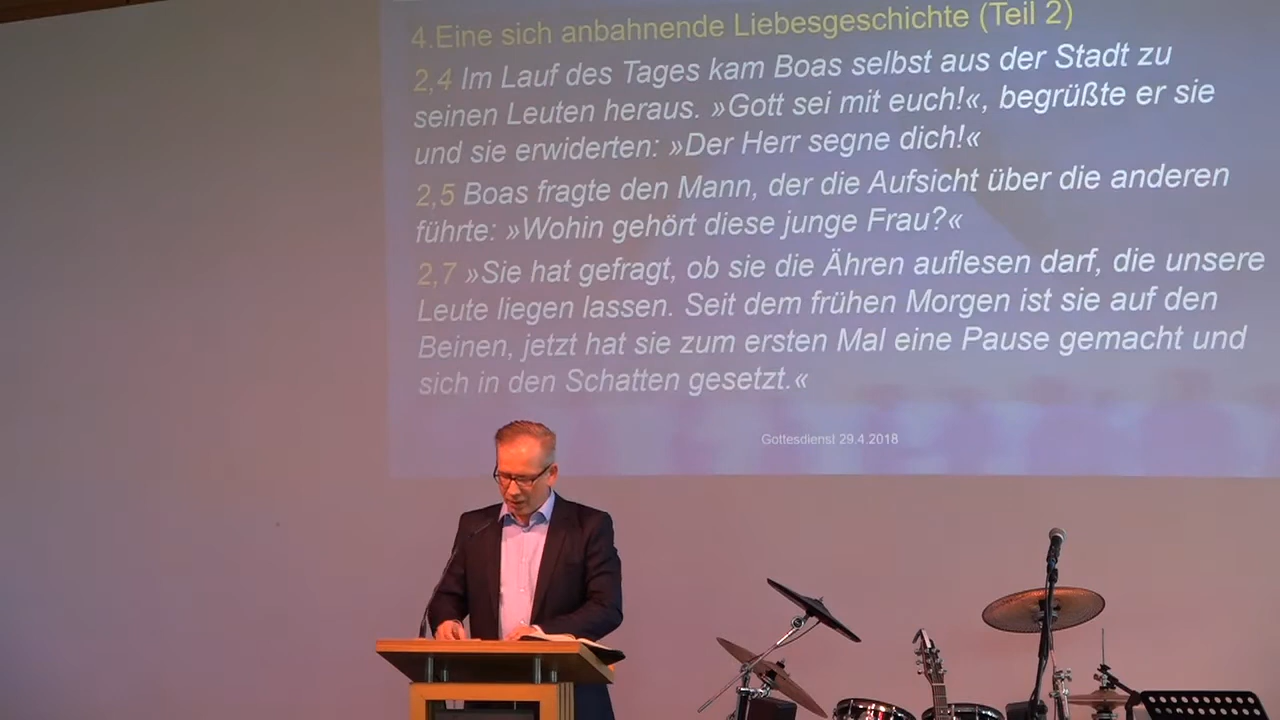 4.Eine sich anbahnende Liebesgeschichte (Teil 2)
2,4 Im Lauf des Tages kam Boas selbst aus der Stadt zu
seinen Leuten heraus. »Gott sei mit euch!«, begrüßte er sie
und sie erwiderten: »Der Herr segne dich!«
2,5 Boas fragte den Mann, der die Aufsicht über die anderen
führte: »Wohin gehört diese junge Frau?«
2,7 »Sie hat gefragt, ob sie die Ähren auflesen darf, die unsere
Leute liegen lassen. Seit dem frühen Morgen ist sie auf den
Beinen, jetzt hat sie zum ersten Mal eine Pause gemacht und
sich in den Schatten gesetzt.«
Gottesdienst 29.4.2018